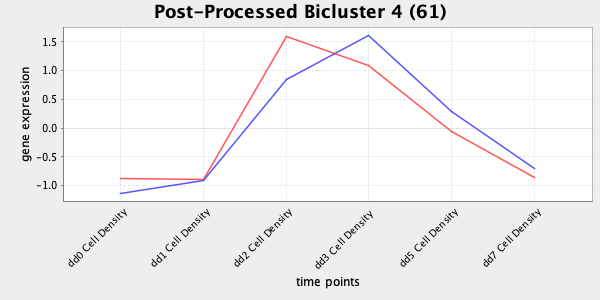 Post-Processed Bicluster 4 (61)
gene expression
1.5
1.0
0.5
0.0
-0.5
-1.0
dd0 Cell Density
dd1 Cell Density
dd2 Cell Density
dd3 Cell Density
dd5 Cell Density
dd7 Cell Density
time points